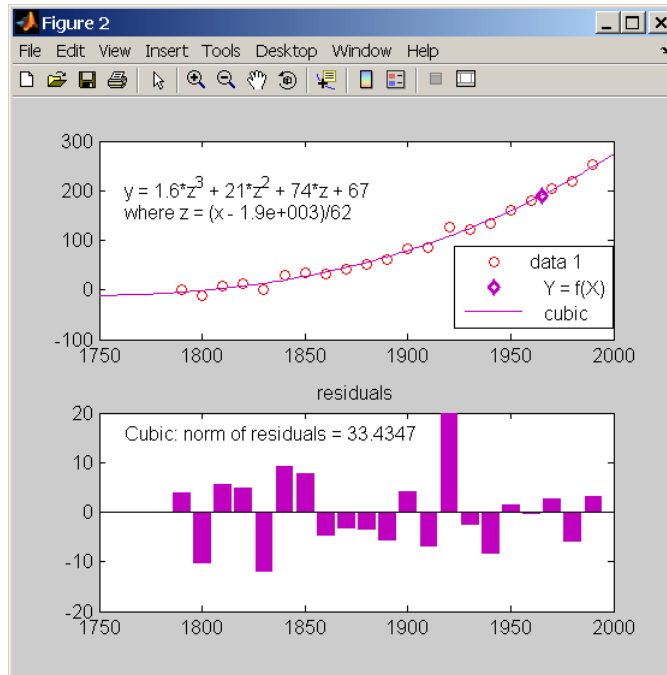 Figure 2
File Edit View Insert Tools Desktop Window Help
300
200
100
0
-100
y = 1.6*z^3 + 21*z^2 + 74*z + 67
where z = (x - 1.9e+003)/62
data 1
Y = f(X)
cubic
1750 1800 1850 1900 1950 2000
residuals
20
10
0
-10
-20
Cubic: norm of residuals = 33.4347
1750 1800 1850 1900 1950 2000